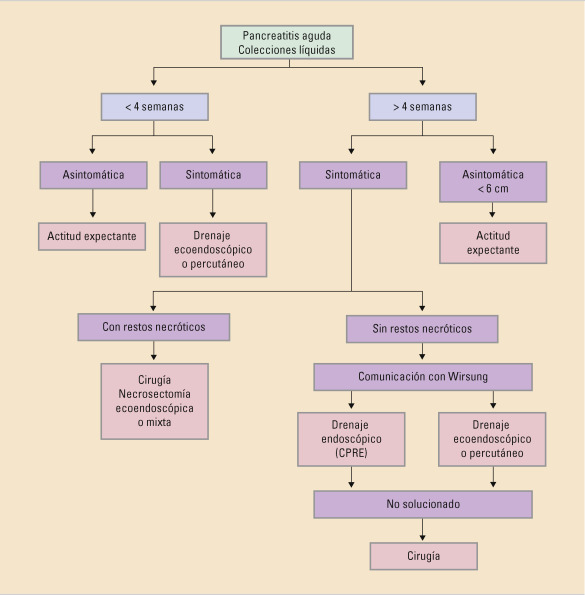 Pancreatitis aguda
Colecciones líquidas
< 4 semanas
> 4 semanas
Asintomática
Sintomática
Sintomática
Asintomática
< 6 cm
Actitud expectante
Drenaje
ecoendoscópico
o percutáneo
Actitud
expectante
Con restos necróticos
Sin restos necróticos
Cirugía
Necrosectomía
ecoendoscópica
o mixta
Comunicación con Wirsung
Drenaje
endoscópico
(CPRE)
Drenaje
ecoendoscópico
o percutáneo
No solucionado
Cirugía